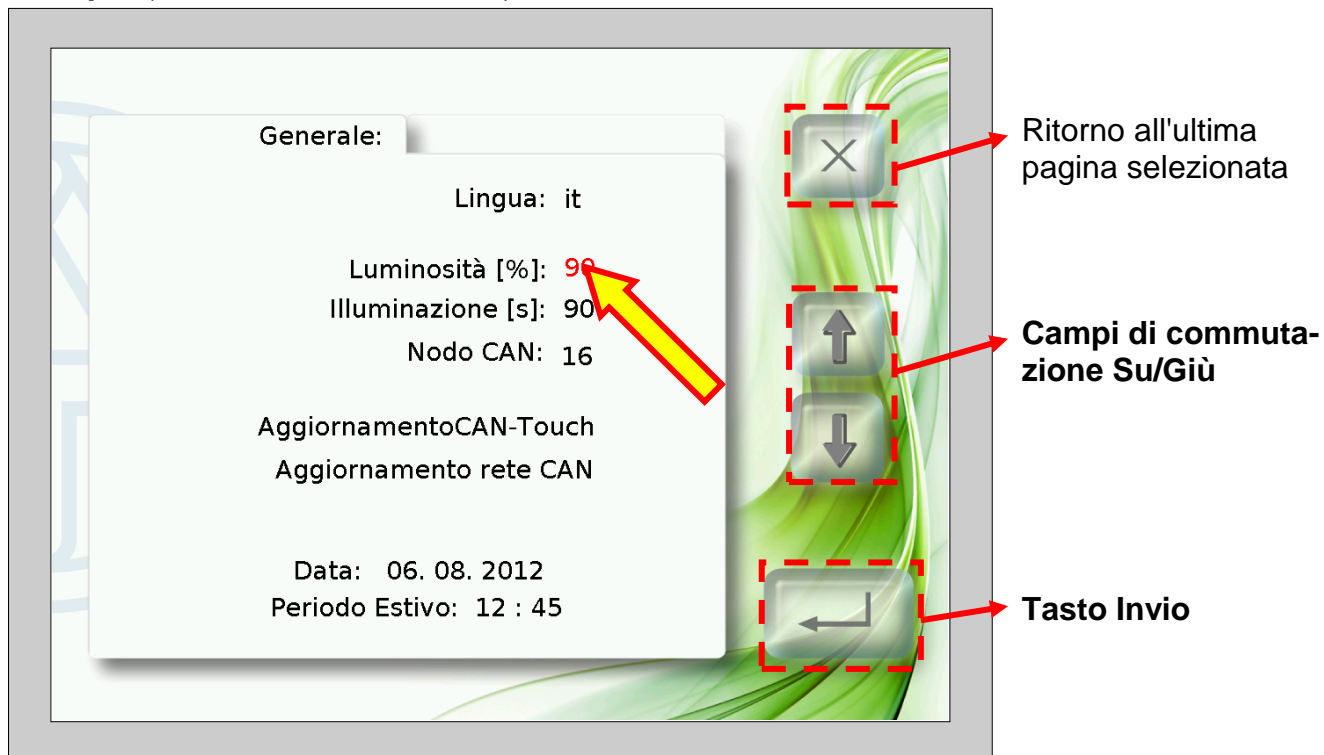 Generale:
Lingua: it
Luminosità [%]: 90
Illuminazione [s]: 90
Nodo CAN: 16
AggiornamentoCAN-Touch
Aggiornamento rete CAN
Data: 06. 08. 2012
Periodo Estivo: 12 : 45
Ritorno all'ultima
pagina selezionata
Campi di commuta-
zione Su/Giù
Tasto Invio